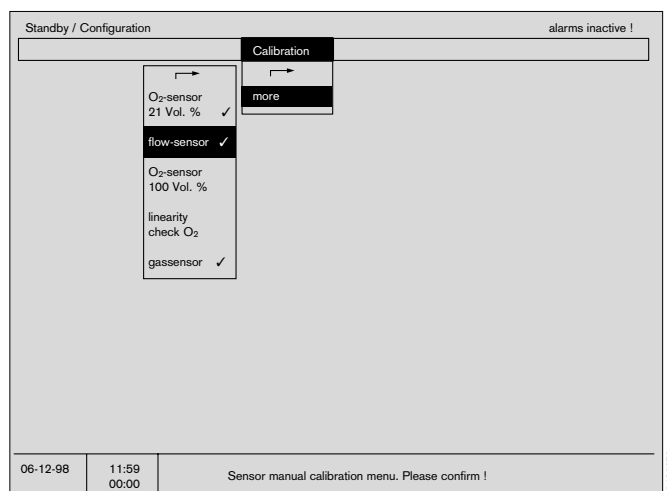 Standby / Configuration
alarms inactive !
Calibration
more
O₂-sensor
21 Vol. % ✓
flow-sensor ✓
O₂-sensor
100 Vol. %
linearity
check O₂
gassensor ✓
06-12-98
11:59
00:00
Sensor manual calibration menu. Please confirm !